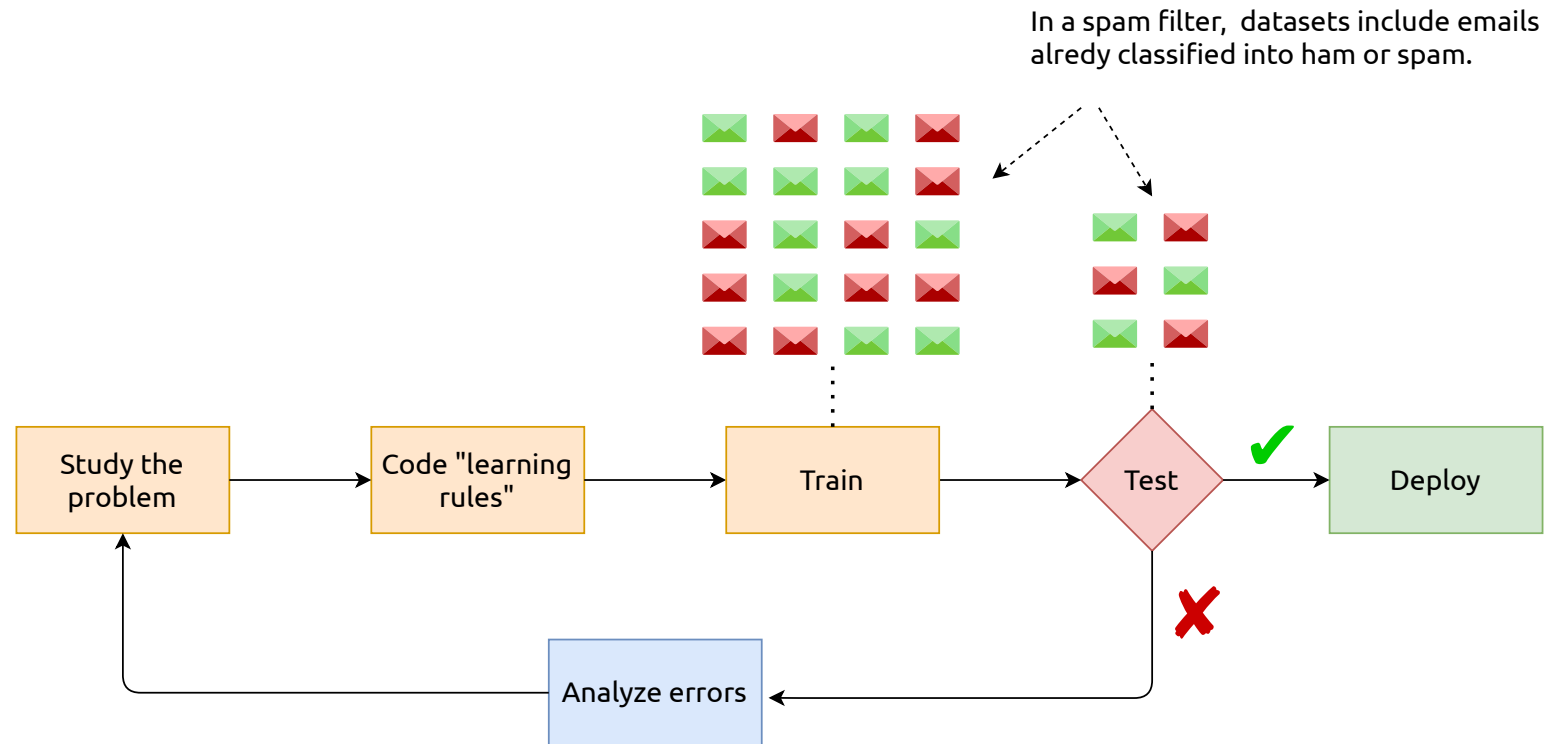 In a spam filter,  datasets include emails
alredy classified into ham or spam.
Study the
problem
Code "learning
rules"
Train
Test
Deploy
Analyze errors